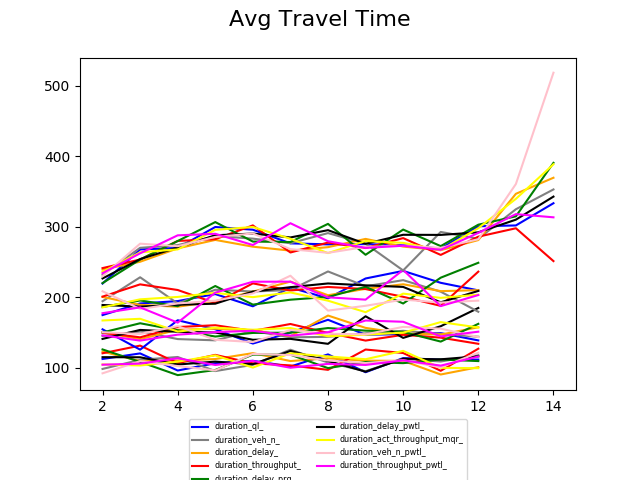 Avg Travel Time
500
400
300
200
100
2 4 6 8 10 12 14
duration_ql_
duration_veh_n_
duration_delay_
duration_throughput_
duration_delay_prg_
duration_delay_pwtl_
duration_act_throughput_mqr_
duration_veh_n_pwtl_
duration_throughput_pwtl_